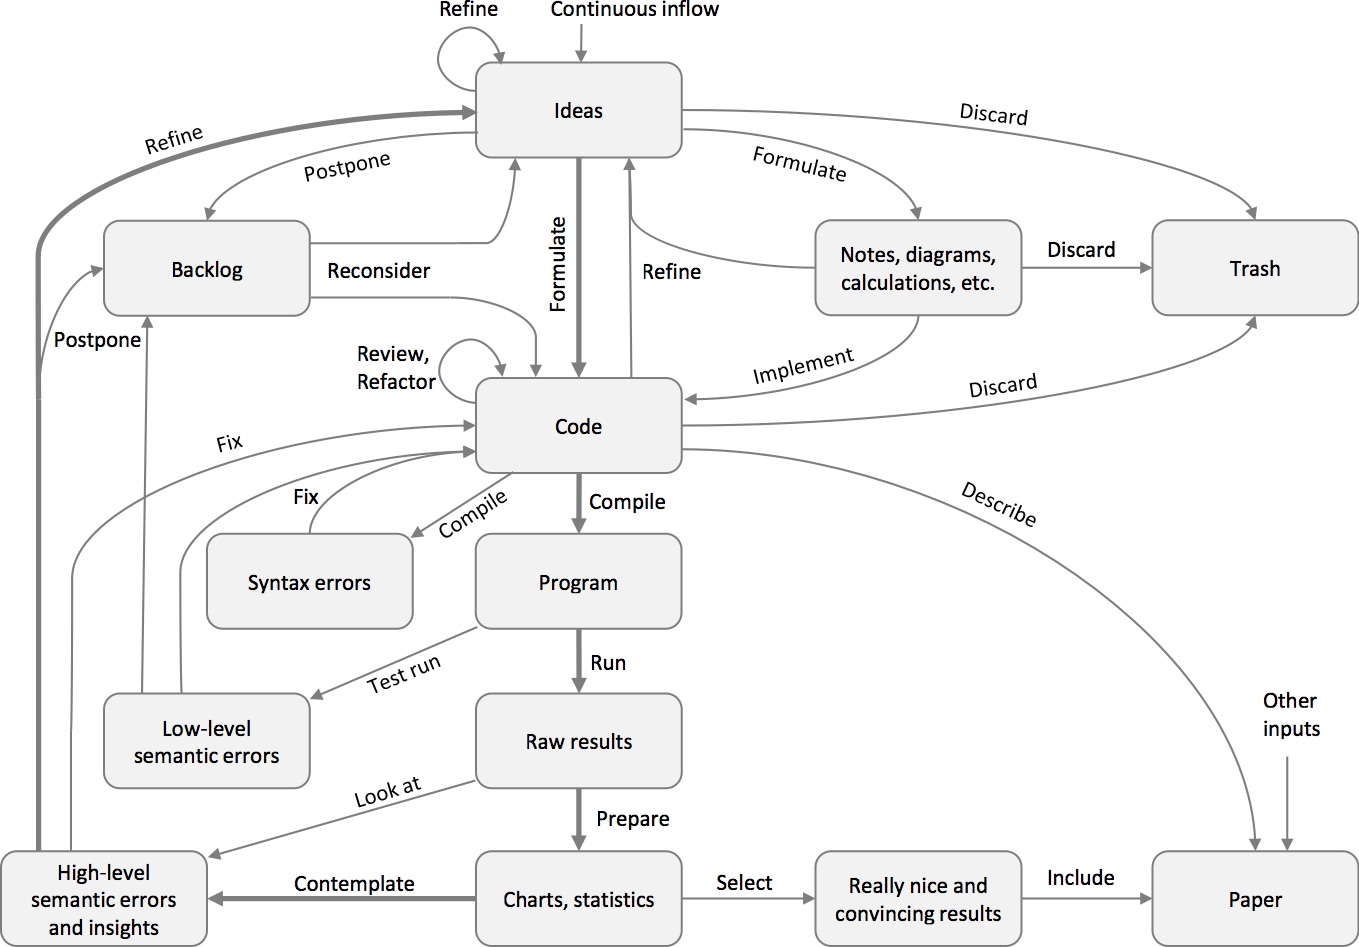 Refine
Continuous inflow
Ideas
Discard
Refine
Postpone
Formulate
Formulate
Backlog
Reconsider
Refine
Notes, diagrams,
calculations, etc.
Discard
Trash
Postpone
Review,
Refactor
Implement
Discard
Code
Fix
Fix
Compile
Compile
Describe
Syntax errors
Program
Test run
Run
Other
inputs
Low-level
semantic errors
Raw results
Look at
Prepare
High-level
semantic errors
and insights
Contemplate
Charts, statistics
Select
Really nice and
convincing results
Include
Paper